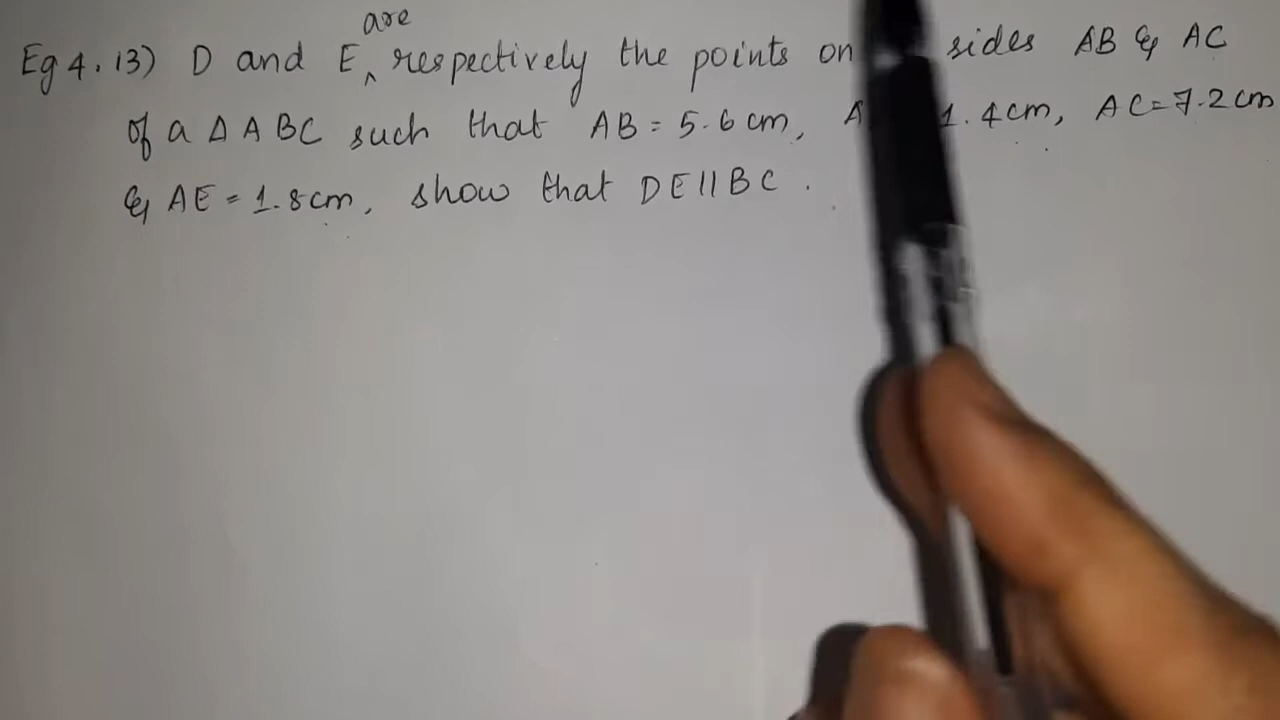 are
Eg 4.13) D and E ^ respectively the points on sides AB & AC
of a Δ ABC such that AB = 5.6 cm, A 1.4 cm, AC = 7.2 cm
& AE = 1.8 cm, show that DE || BC .